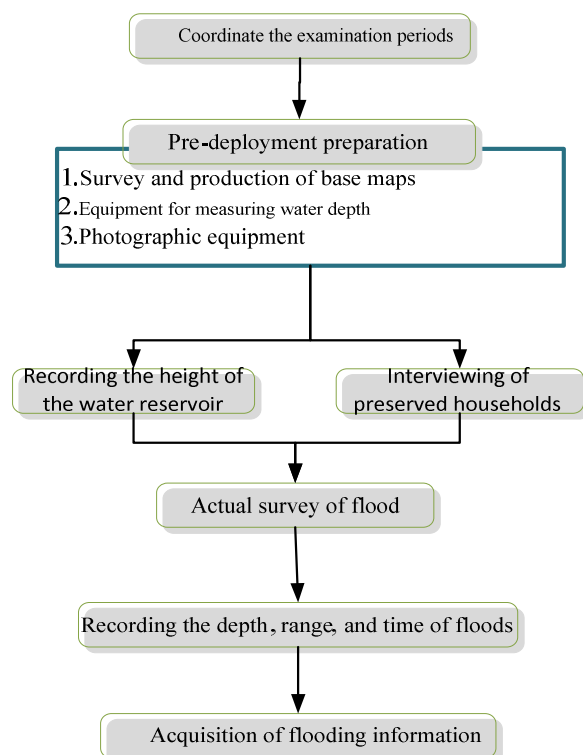 Coordinate the examination periods
Pre-deployment preparation
1.Survey and production of base maps
2.Equipment for measuring water depth
3.Photographic equipment
Recording the height of
the water reservoir
Interviewing of
preserved households
Actual survey of flood
Recording the depth, range, and time of floods
Acquisition of flooding information